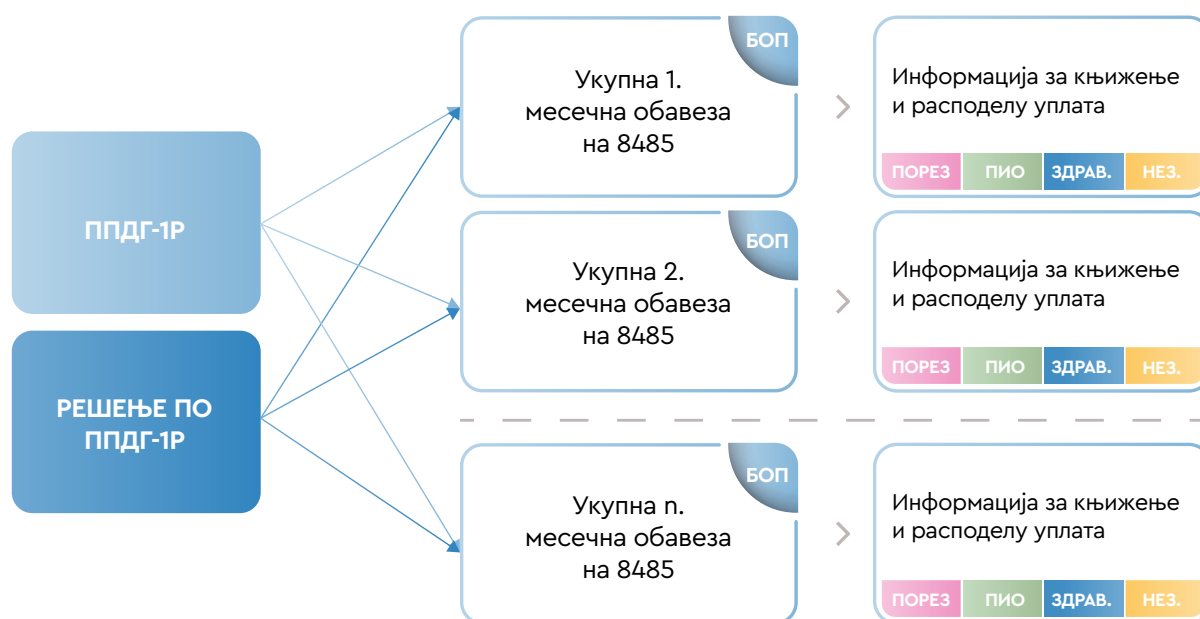 ППДГ-1Р
РЕШЕЊЕ ПО
ППДГ-1Р
БОП
Укупна 1.
месечна обавеза
на 8485
Информација за књижење
и расподелу уплата
ПОРЕЗ ПИО ЗДРАВ. НЕЗ.
БОП
Укупна 2.
месечна обавеза
на 8485
Информација за књижење
и расподелу уплата
ПОРЕЗ ПИО ЗДРАВ. НЕЗ.
БОП
Укупна n.
месечна обавеза
на 8485
Информација за књижење
и расподелу уплата
ПОРЕЗ ПИО ЗДРАВ. НЕЗ.